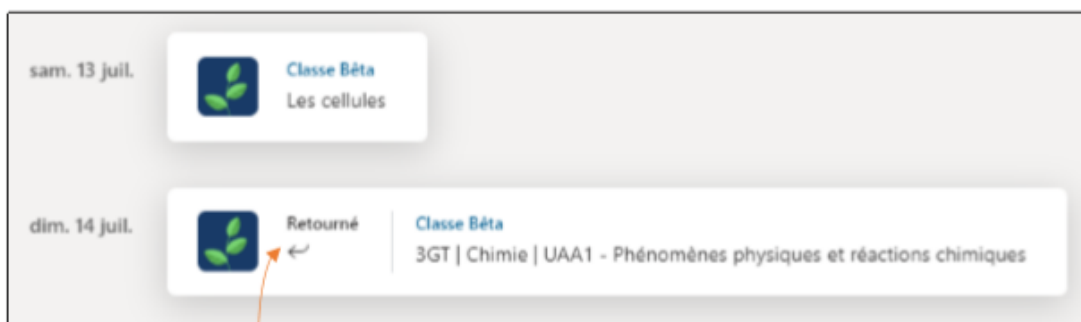 sam. 13 juil.
Classe Bêta
Les cellules
dim. 14 juil.
Retourné
Classe Bêta
3GT | Chimie | UAA1 - Phénomènes physiques et réactions chimiques